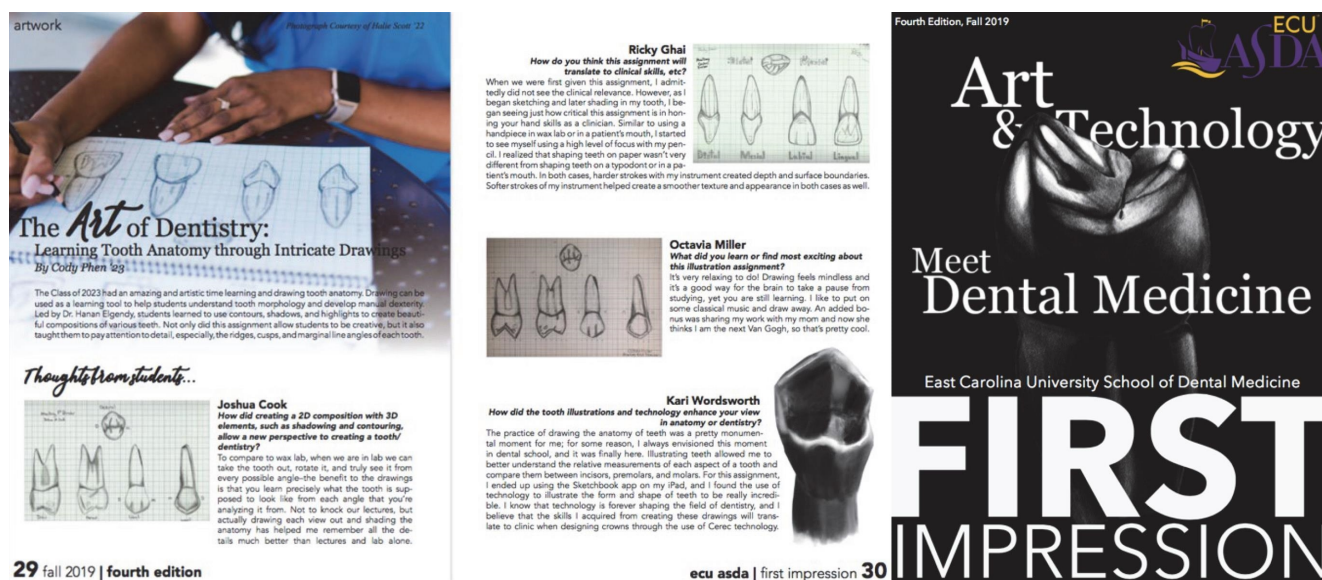 artwork
Photograph Courtesy of Halie Scott '22
The Art of Dentistry:
Learning Tooth Anatomy through Intricate Drawings
By Cody Phen '23
The Class of 2023 had an amazing and artistic time learning and drawing tooth anatomy. Drawing can be
used as a learning tool to help students understand tooth morphology and develop manual dexterity.
Led by Dr. Hanan Elgendy, students learned to use contours, shadows, and highlights to create beauti-
ful compositions of various teeth. Not only did this assignment allow students to be creative, but it also
taught them to pay attention to detail, especially, the ridges, cusps, and marginal line angles of each tooth.
Thoughts from students...
Joshua Cook
How did creating a 2D composition with 3D
elements, such as shadowing and contouring,
allow a new perspective to creating a tooth/
dentistry?
To compare to wax lab, when we are in lab we can
take the tooth out, rotate it, and truly see it from
every possible angle–the benefit to the drawings
is that you learn precisely what the tooth is sup-
posed to look like from each angle that you're
analyzing it from. Not to knock our lectures, but
actually drawing each view out and shading the
anatomy has helped me remember all the de-
tails much better than lectures and lab alone.
29 fall 2019 | fourth edition
Ricky Ghai
How do you think this assignment will
translate to clinical skills, etc?
When we were first given this assignment, I admit-
tedly did not see the clinical relevance. However, as I
began sketching and later shading in my tooth, I be-
gan seeing just how critical this assignment is in hon-
ing your hand skills as a clinician. Similar to using a
handpiece in wax lab or in a patient's mouth, I started
to see myself using a high level of focus with my pen-
cil. I realized that shaping teeth on paper wasn't very
different from shaping teeth on a typodont or in a pa-
tient's mouth. In both cases, harder strokes with my instrument created depth and surface boundaries.
Softer strokes of my instrument helped create a smoother texture and appearance in both cases as well.
Distal
Mesial
Labial
Lingual
Octavia Miller
What did you learn or find most exciting about
this illustration assignment?
It's very relaxing to do! Drawing feels mindless and
it's a good way for the brain to take a pause from
studying, yet you are still learning. I like to put on
some classical music and draw away. An added bo-
nus was sharing my work with my mom and now she
thinks I am the next Van Gogh, so that's pretty cool.
Kari Wordsworth
How did the tooth illustrations and technology enhance your view
in anatomy or dentistry?
The practice of drawing the anatomy of teeth was a pretty monumen-
tal moment for me; for some reason, I always envisioned this moment
in dental school, and it was finally here. Illustrating teeth allowed me to
better understand the relative measurements of each aspect of a tooth and
compare them between incisors, premolars, and molars. For this assignment,
I ended up using the Sketchbook app on my iPad, and I found the use of
technology to illustrate the form and shape of teeth to be really incredi-
ble. I know that technology is forever shaping the field of dentistry, and I
believe that the skills I acquired from creating these drawings will trans-
late to clinic when designing crowns through the use of Cerec technology.
ecu asda | first impression 30
Fourth Edition, Fall 2019
ECU
ASDA
Art
& Technology
Meet
Dental Medicine
East Carolina University School of Dental Medicine
FIRST
IMPRESSION